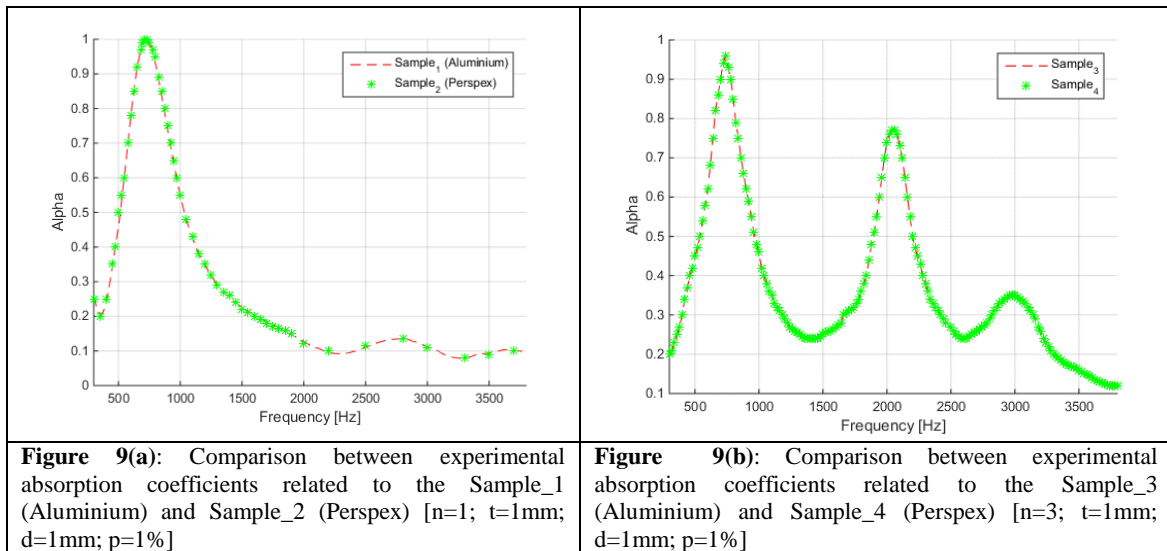 1
0.9
0.8
0.7
0.6
0.5
0.4
0.3
0.2
0.1
0
Alpha
500 1000 1500 2000 2500 3000 3500
Frequency [Hz]
Sample_1 (Aluminium)
Sample_2 (Perspex)
1
0.9
0.8
0.7
0.6
0.5
0.4
0.3
0.2
0.1
Alpha
500 1000 1500 2000 2500 3000 3500
Frequency [Hz]
Sample_3
Sample_4
Figure 9(a): Comparison between experimental
absorption coefficients related to the Sample_1
(Aluminium) and Sample_2 (Perspex) [n=1; t=1mm;
d=1mm; p=1%]
Figure 9(b): Comparison between experimental
absorption coefficients related to the Sample_3
(Aluminium) and Sample_4 (Perspex) [n=3; t=1mm;
d=1mm; p=1%]